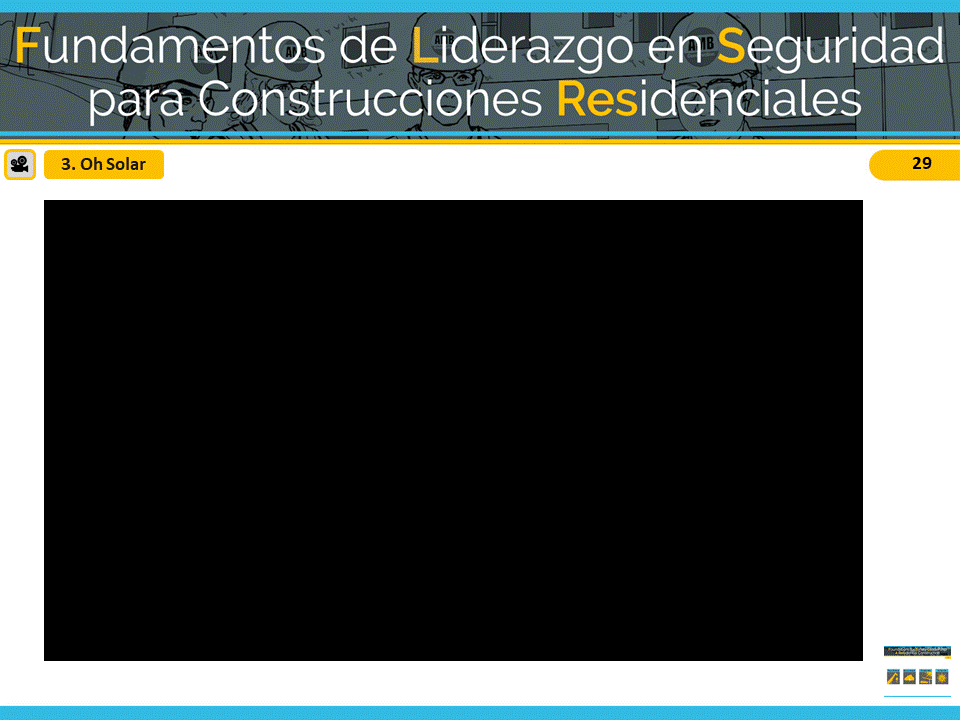 Fundamentos de Liderazgo en Seguridad
para Construcciones Residenciales
3. Oh Solar
29